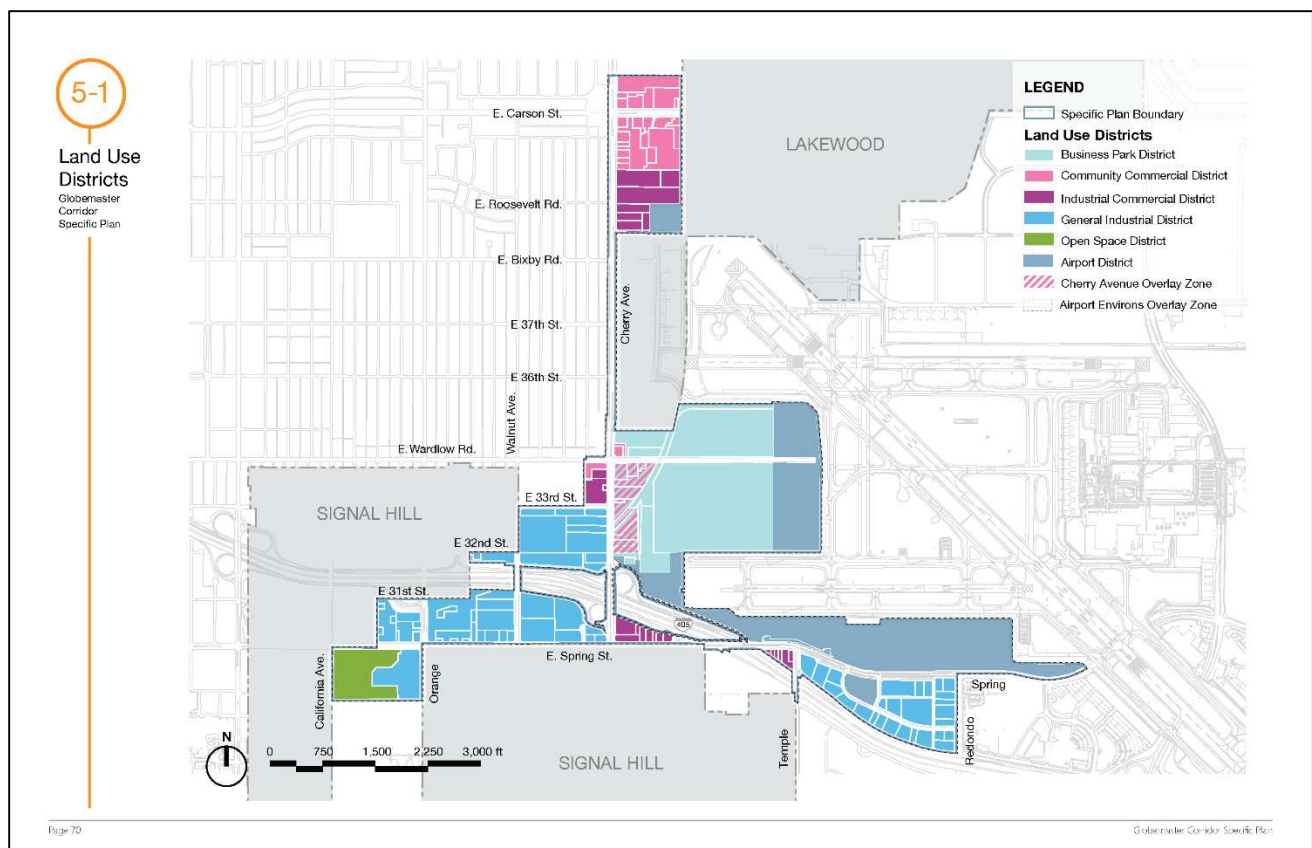 5-1
Land Use
Districts
Globemaster
Corridor
Specific Plan
E. Carson St.
E. Roosevelt Rd.
E. Bixby Rd.
E 37th St.
E 36th St.
E. Wardlow Rd.
Walnut Ave.
Cherry Ave.
LAKEWOOD
LEGEND
Specific Plan Boundary
Land Use Districts
Business Park District
Community Commercial District
Industrial Commercial District
General Industrial District
Open Space District
Airport District
Cherry Avenue Overlay Zone
Airport Environs Overlay Zone
SIGNAL HILL
E 33rd St.
E 32nd St.
E 31st St.
405
E. Spring St.
California Ave.
Orange
Spring
Temple
Redondo
SIGNAL HILL
N
0 750 1,500 2,250 3,000 ft
Page 70
Globemaster Corridor Specific Plan